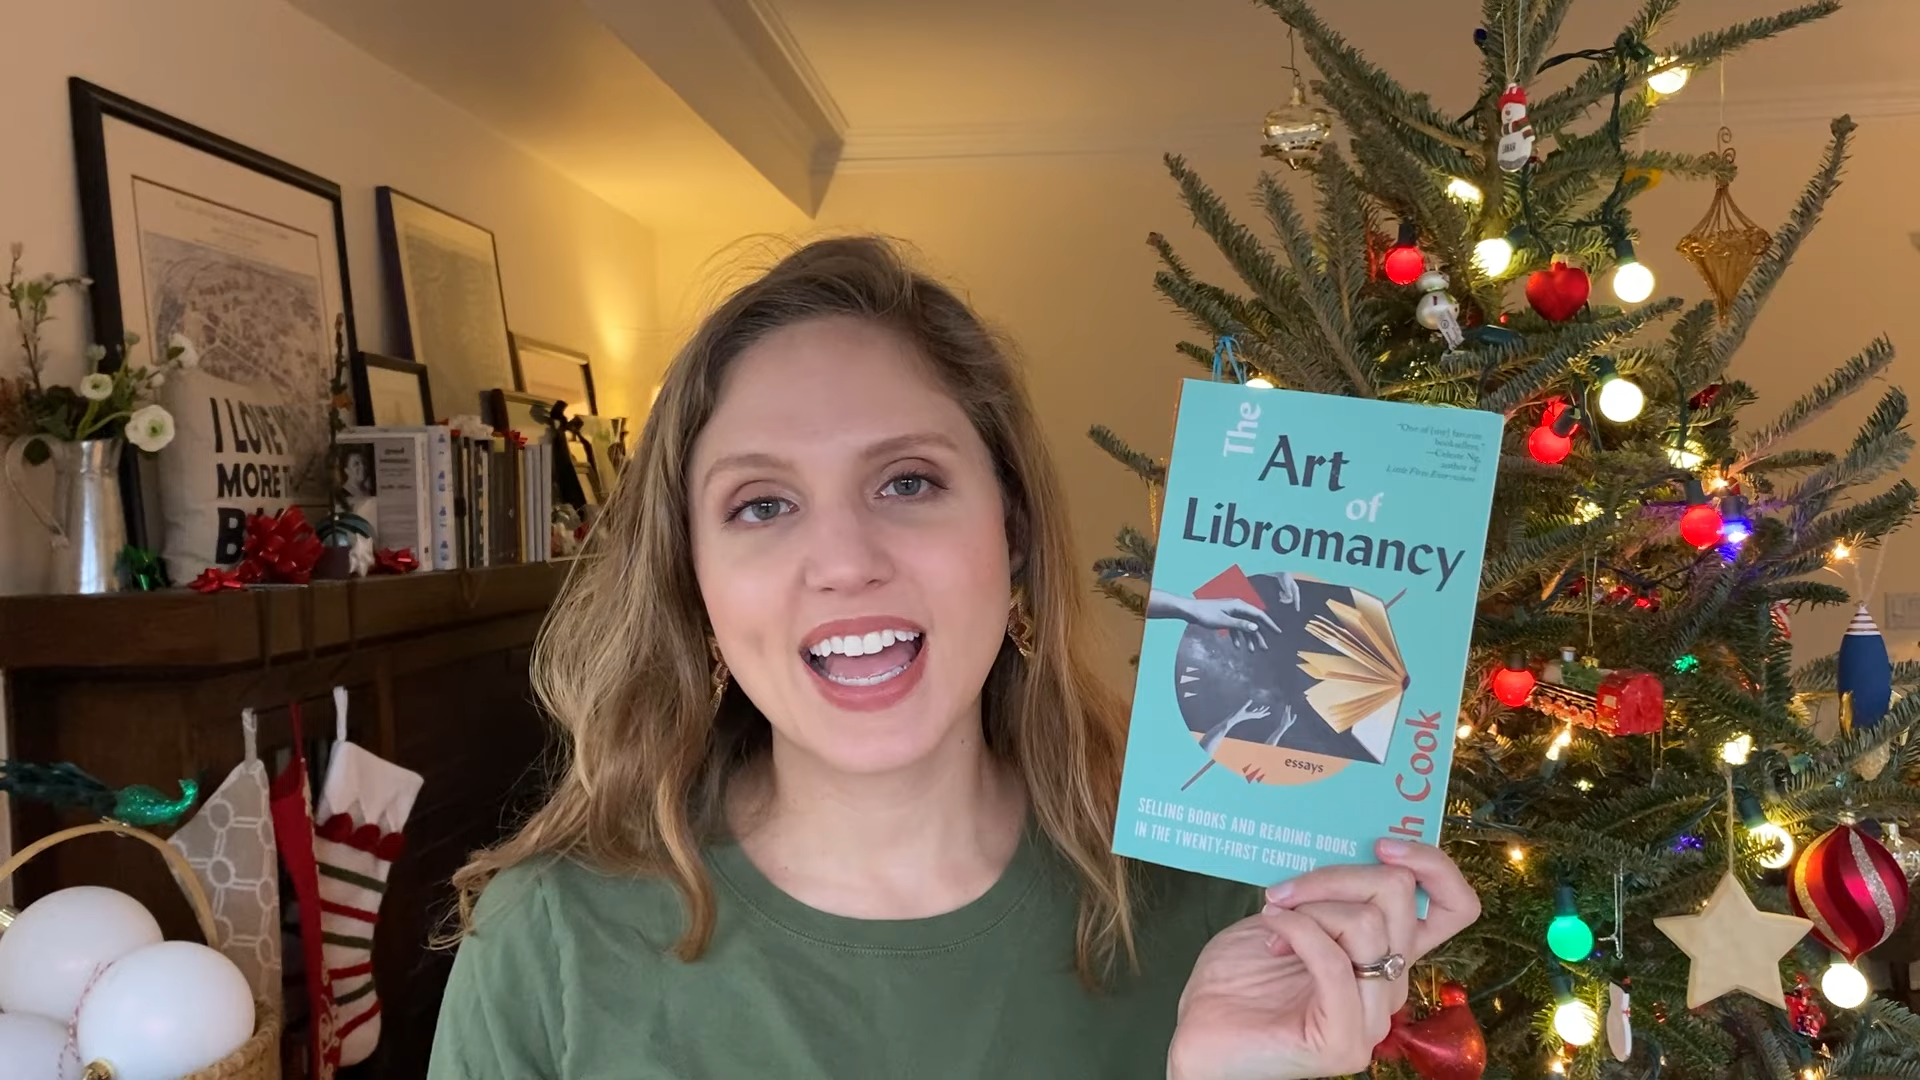 I LOVE
MORE
The
Art
of
Libromancy
"One of [my] favorite
booksellers."
—Celeste Ng,
author of
Little Fires Everywhere
essays
h Cook
SELLING BOOKS AND READING BOOKS
IN THE TWENTY-FIRST CENTURY